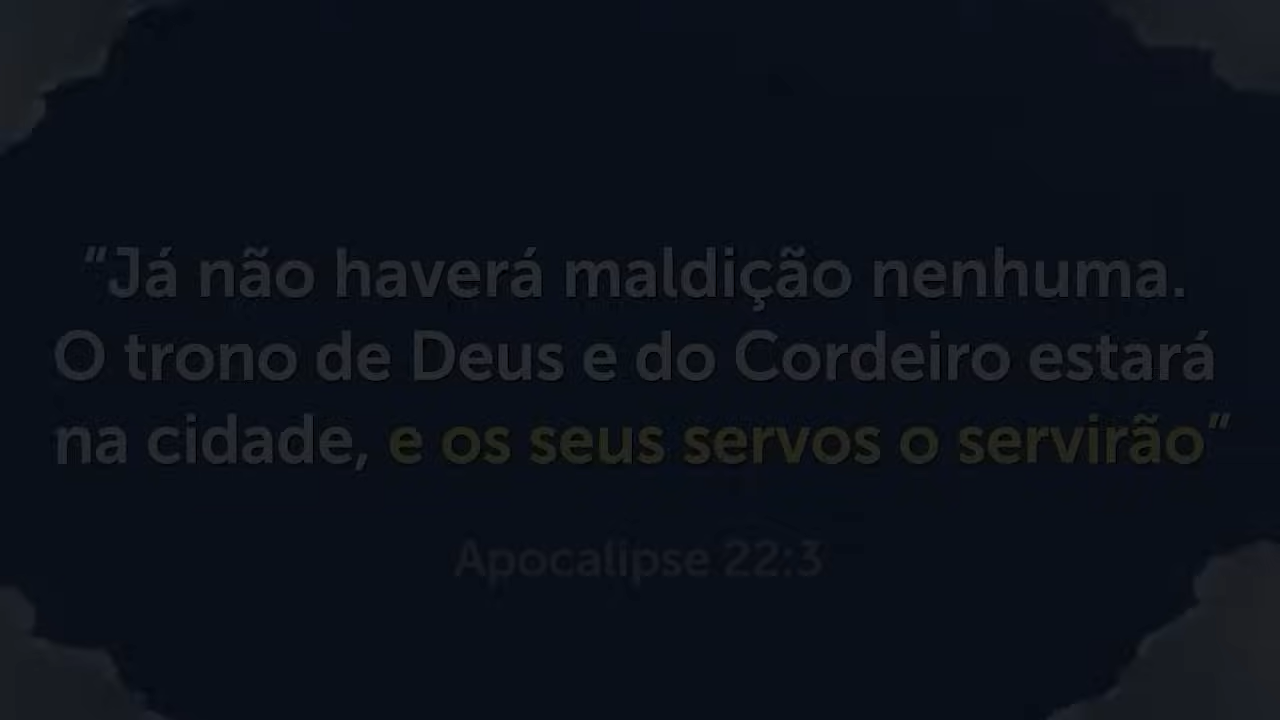 “Já não haverá maldição nenhuma.
O trono de Deus e do Cordeiro estará
na cidade, e os seus servos o servirão”
Apocalipse 22:3